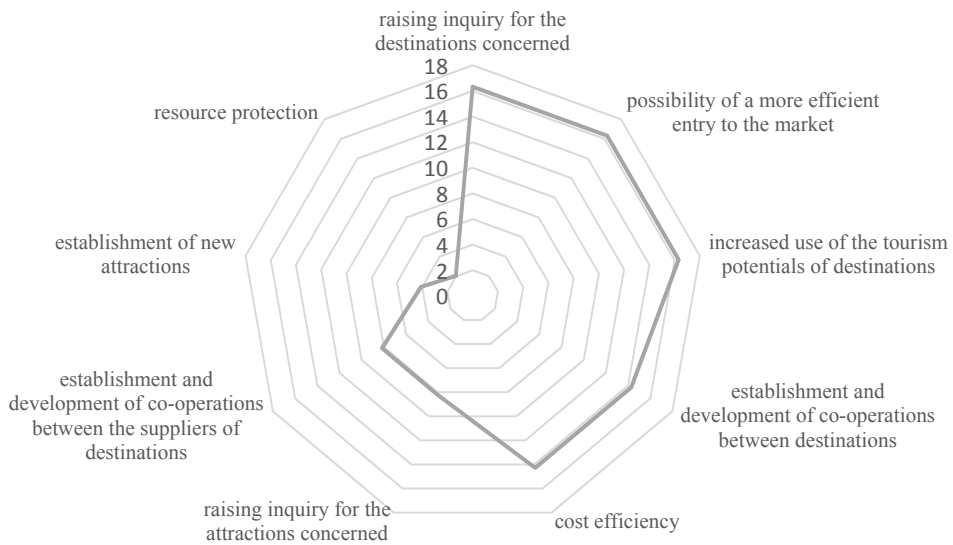 raising inquiry for the
destinations concerned
18
16
14
12
10
8
6
4
2
0
possibility of a more efficient
entry to the market
increased use of the tourism
potentials of destinations
establishment and
development of co-operations
between destinations
cost efficiency
raising inquiry for the
attractions concerned
establishment and
development of co-operations
between the suppliers of
destinations
establishment of new
attractions
resource protection